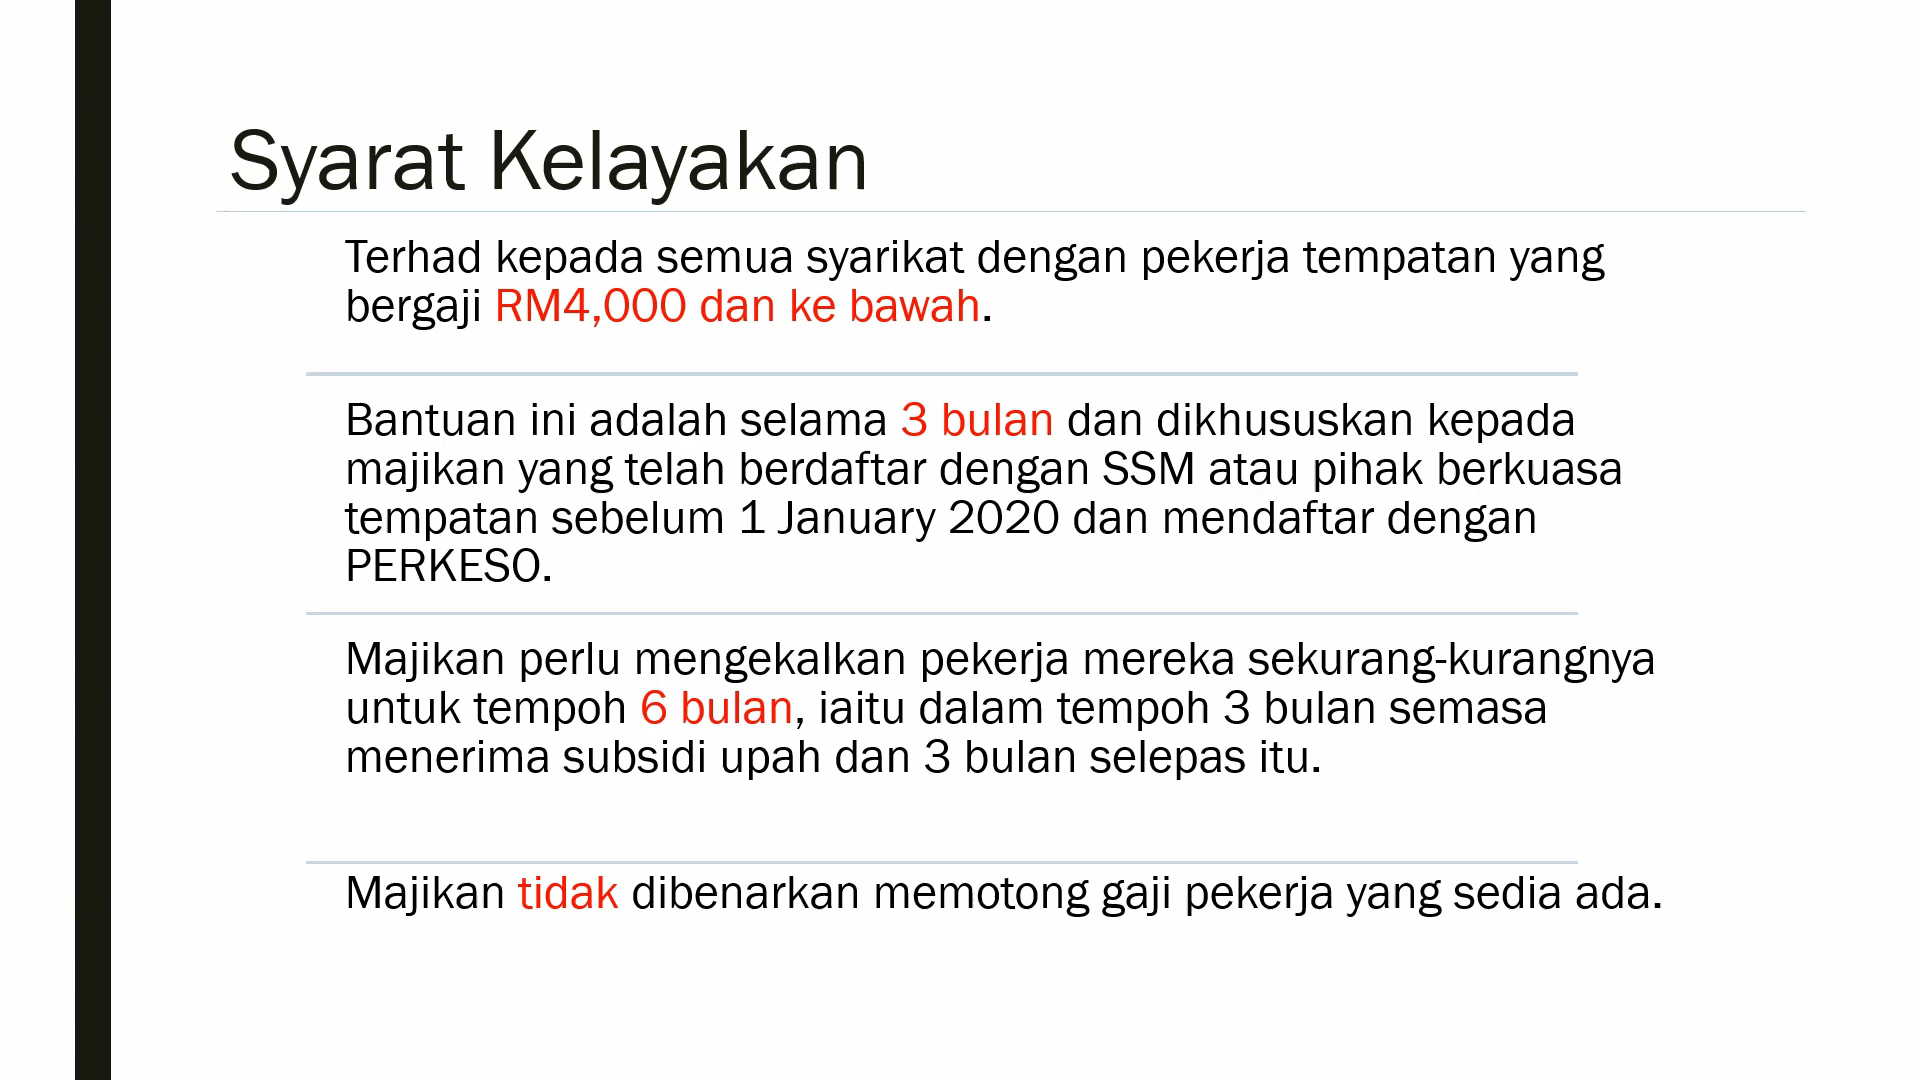 Syarat Kelayakan
Terhad kepada semua syarikat dengan pekerja tempatan yang
bergaji RM4,000 dan ke bawah.
Bantuan ini adalah selama 3 bulan dan dikhususkan kepada
majikan yang telah berdaftar dengan SSM atau pihak berkuasa
tempatan sebelum 1 January 2020 dan mendaftar dengan
PERKESO.
Majikan perlu mengekalkan pekerja mereka sekurang-kurangnya
untuk tempoh 6 bulan, iaitu dalam tempoh 3 bulan semasa
menerima subsidi upah dan 3 bulan selepas itu.
Majikan tidak dibenarkan memotong gaji pekerja yang sedia ada.